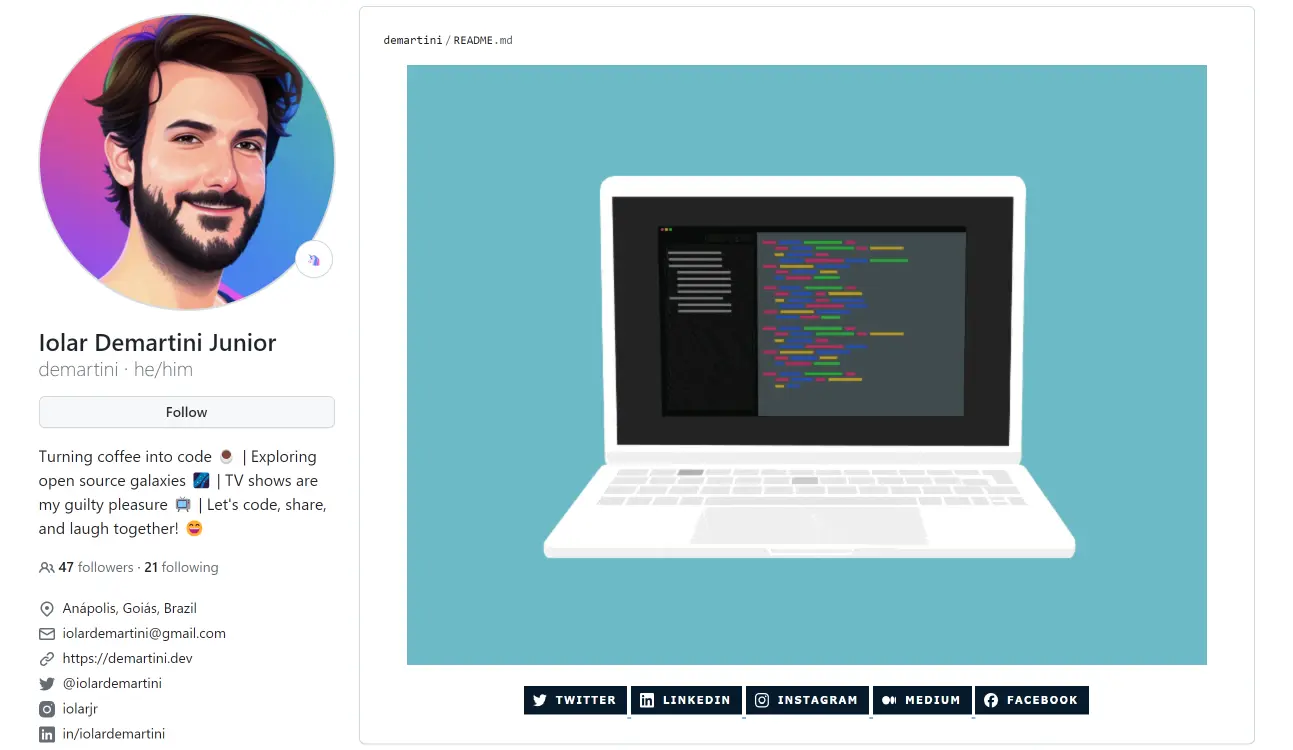 Iolar Demartini Junior
demartini · he/him
Follow
Turning coffee into code ☕ | Exploring
open source galaxies 🌌 | TV shows are
my guilty pleasure 📺 | Let's code, share,
and laugh together! 😄
47 followers · 21 following
Anápolis, Goiás, Brazil
iolardemartini@gmail.com
https://demartini.dev
@iolardemartini
iolarjr
in/iolardemartini
demartini/README.md
TWITTER
LINKEDIN
INSTAGRAM
MEDIUM
FACEBOOK